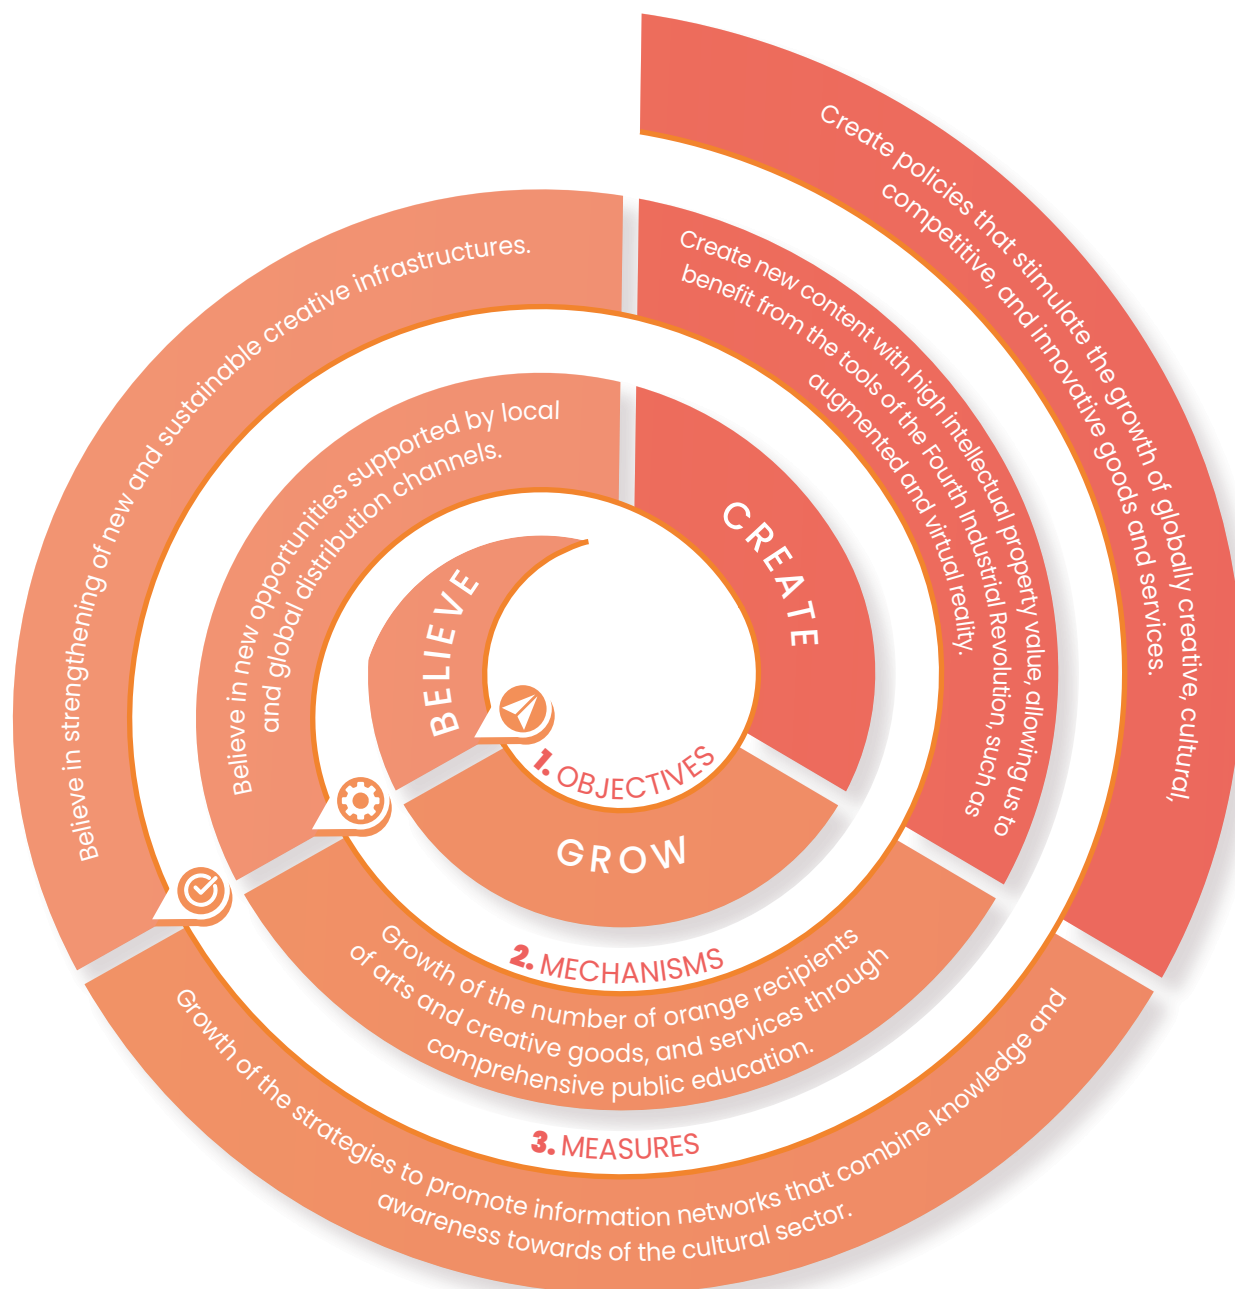 BELIEVE
CREATE
GROW
1. OBJECTIVES
Believe in new opportunities supported by local
and global distribution channels.
Create new content with high intellectual property value, allowing us to
benefit from the tools of the Fourth Industrial Revolution, such as
augmented and virtual reality.
Growth of the number of orange recipients
of arts and creative goods, and services through
comprehensive public education.
2. MECHANISMS
Believe in strengthening of new and sustainable creative infrastructures.
Create policies that stimulate the growth of globally creative, cultural,
competitive, and innovative goods and services.
Growth of the strategies to promote information networks that combine knowledge and
awareness towards of the cultural sector.
3. MEASURES